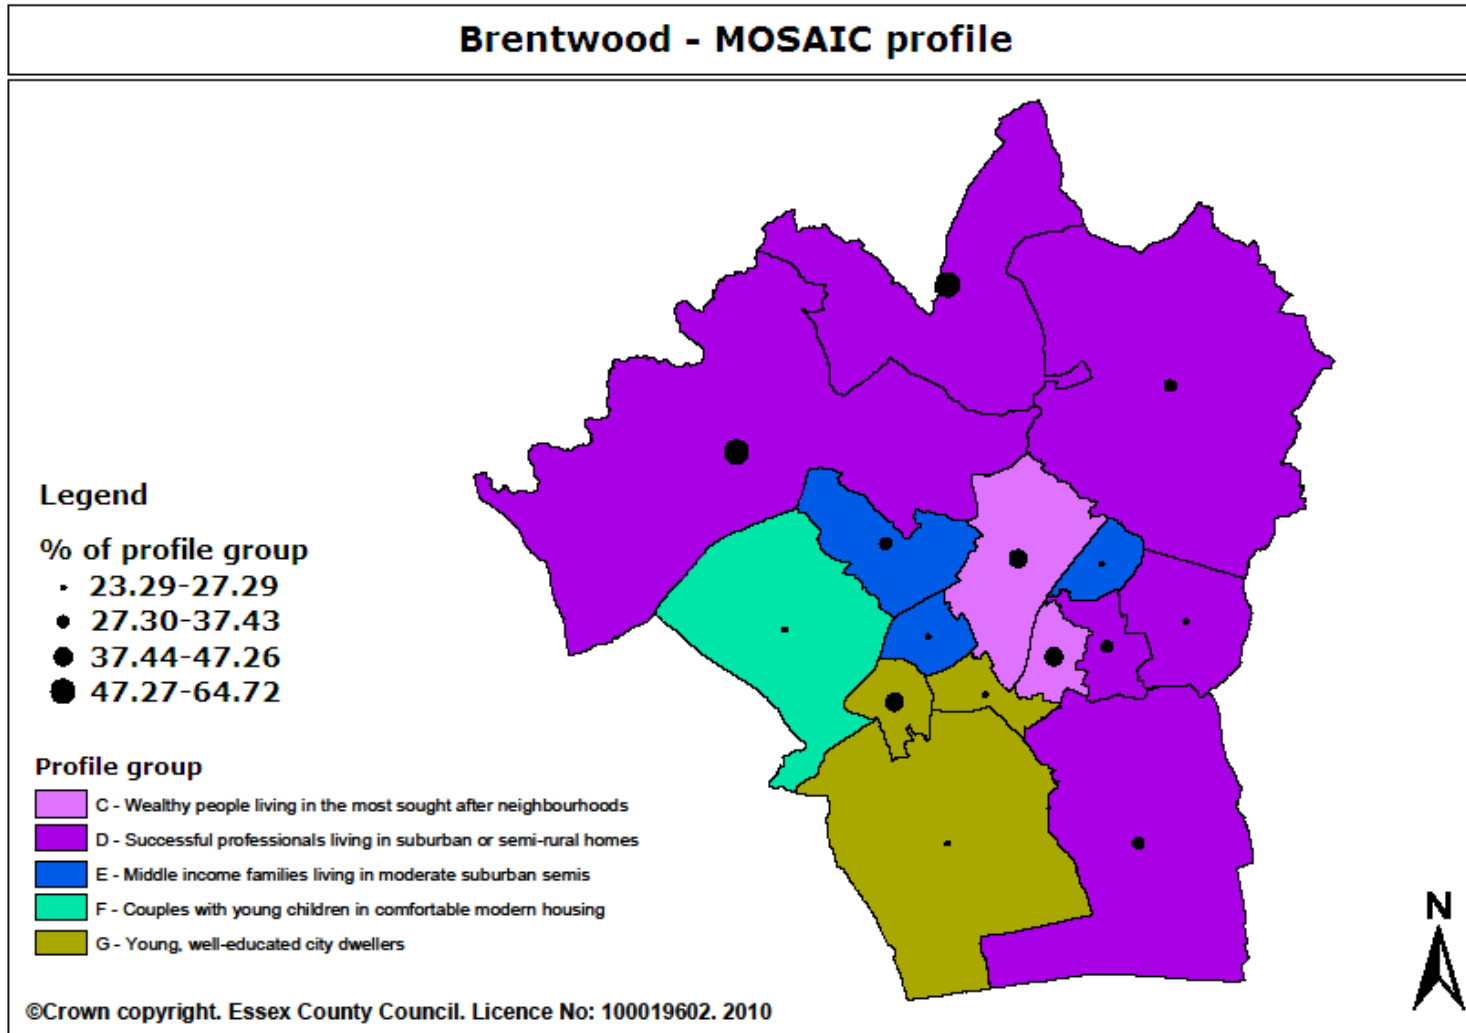 Brentwood - MOSAIC profile
Legend
% of profile group
23.29-27.29
27.30-37.43
37.44-47.26
47.27-64.72
Profile group
C - Wealthy people living in the most sought after neighbourhoods
D - Successful professionals living in suburban or semi-rural homes
E - Middle income families living in moderate suburban semis
F - Couples with young children in comfortable modern housing
G - Young, well-educated city dwellers
N
©Crown copyright. Essex County Council. Licence No: 100019602. 2010